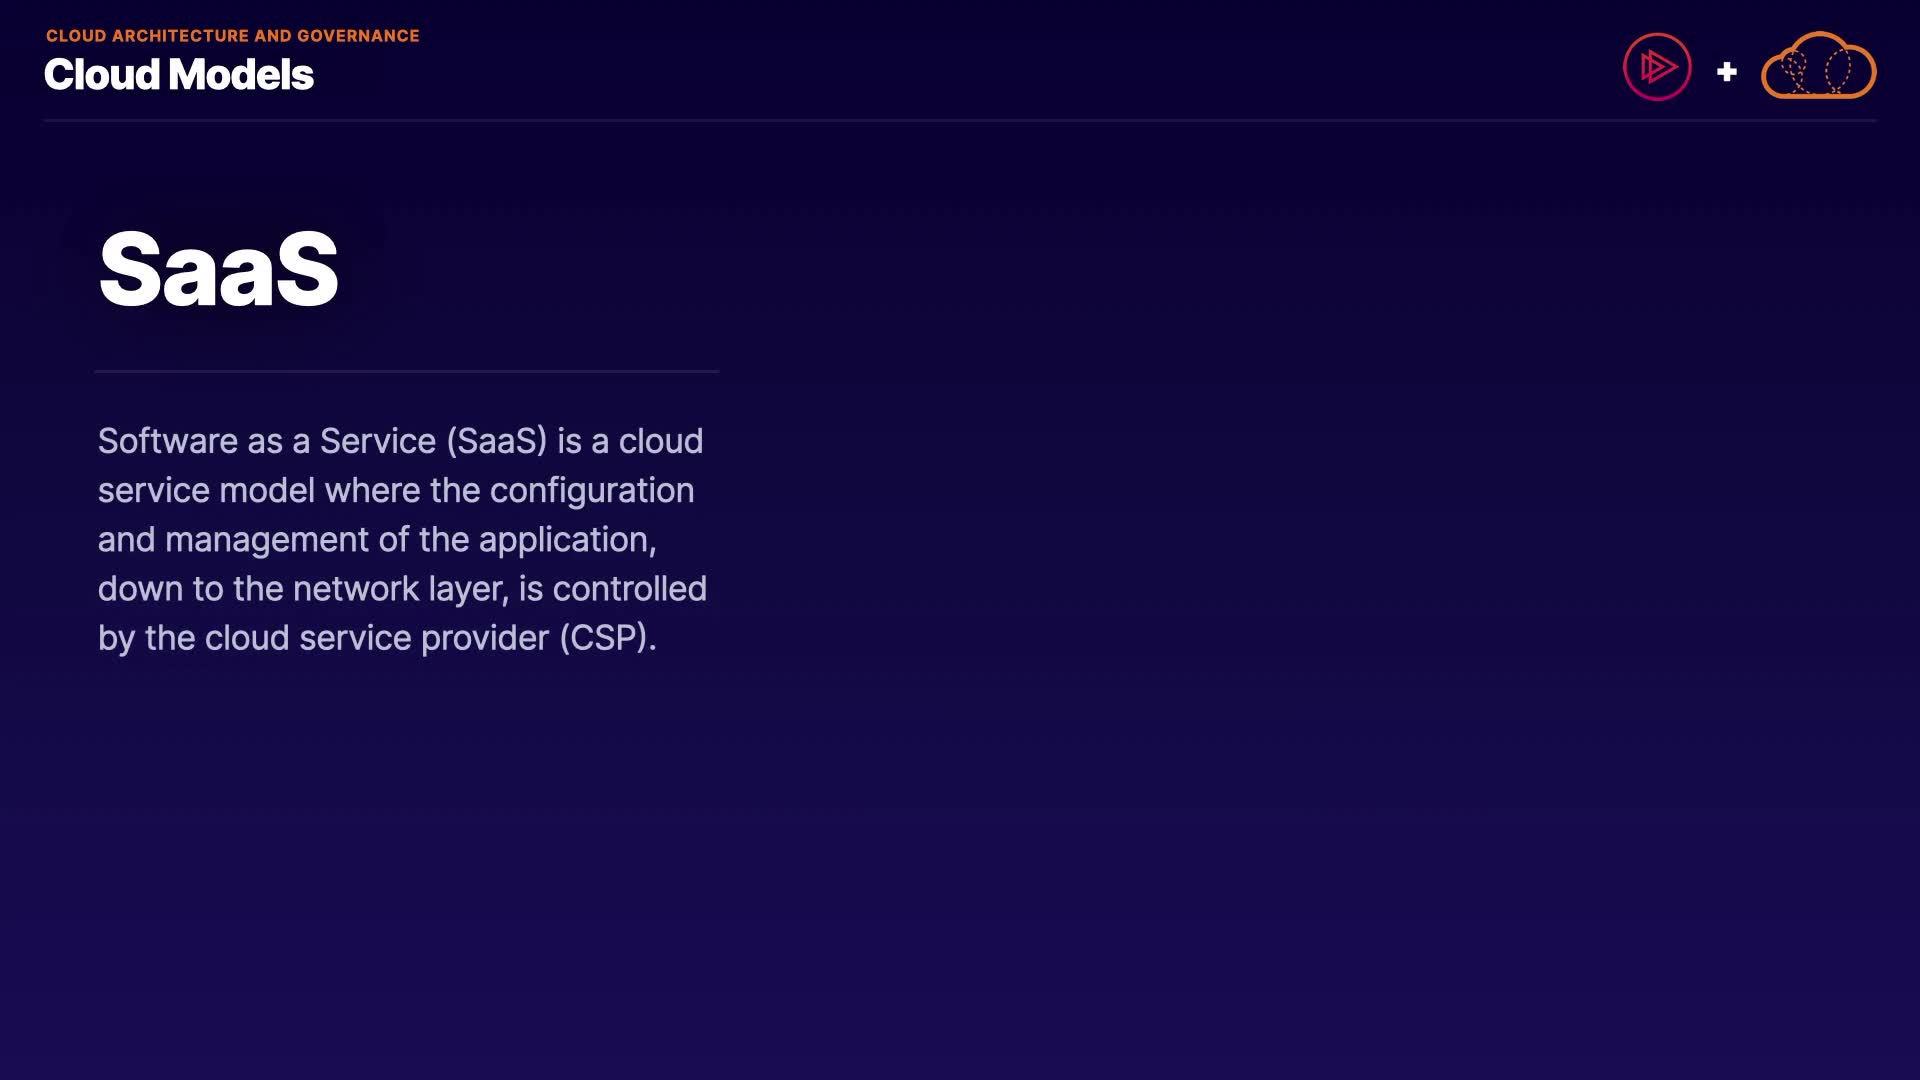 CLOUD ARCHITECTURE AND GOVERNANCE
Cloud Models
SaaS
Software as a Service (SaaS) is a cloud
service model where the configuration
and management of the application,
down to the network layer, is controlled
by the cloud service provider (CSP).